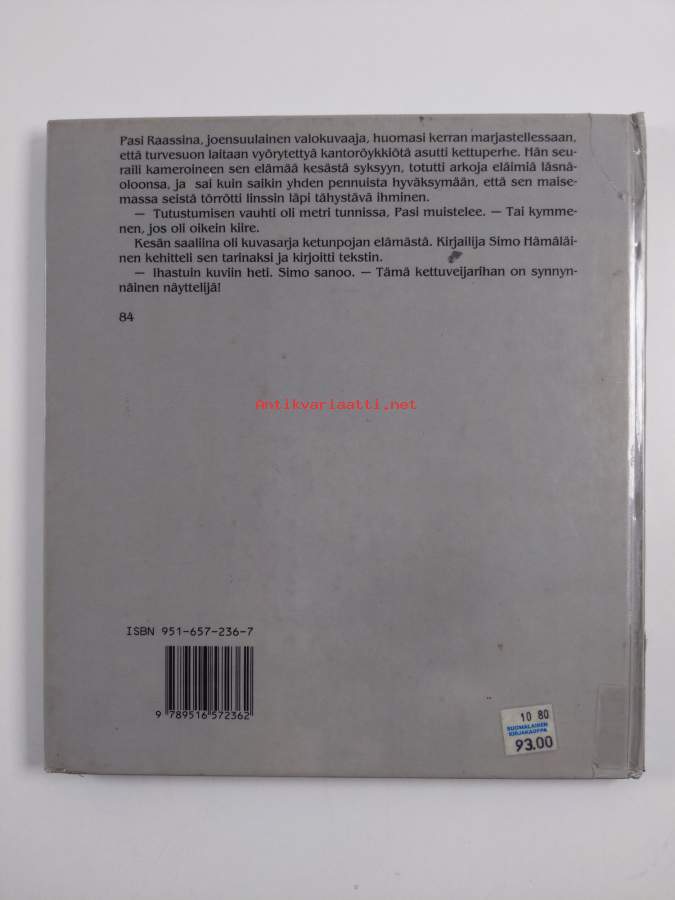 Pasi Raassina, joensuulainen valokuvaaja, huomasi kerran marjastellessaan,
että turvesuon laitaan vyörytettyä kantoröykkiötä asutti kettuperhe. Hän seu-
raili kameroineen sen elämää kesästä syksyyn, totutti arkoja eläimiä läsnä-
oloonsa, ja sai kuin saikin yhden pennuista hyväksymään, että sen maise-
massa seistä törrötti linssin läpi tähystävä ihminen.
— Tutustumisen vauhti oli metri tunnissa, Pasi muistelee. — Tai kymme-
nen, jos oli oikein kiire.
Kesän saaliina oli kuvasarja ketunpojan elämästä. Kirjailija Simo Hämäläi-
nen kehitteli sen tarinaksi ja kirjoitti tekstin.
— Ihastuin kuviin heti. Simo sanoo. — Tämä kettuveijarihan on synnyn-
näinen näyttelijä!
84
Antikvariaatti.net
ISBN 951-657-236-7
9 789516 572362
10 80
SUOMALAINEN
KIRJAKAUPPA
93.00